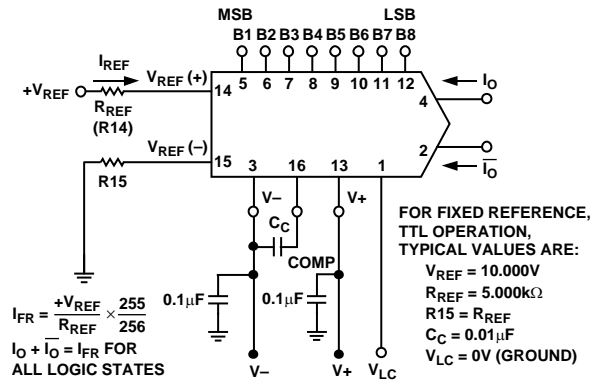 MSB LSB
B1 B2 B3 B4 B5 B6 B7 B8
5 6 7 8 9 10 11 12
I_REF
+V_REF
V_REF (+)
14
R_REF
(R14)
V_REF (–)
15
R15
4
I_O
2
\overline{I_O}
3 16 13 1
V– V+
C_C
COMP
0.1µF 0.1µF
V– V+ V_LC
I_FR = +V_REF / R_REF × 255 / 256
I_O + \overline{I_O} = I_FR FOR
ALL LOGIC STATES
FOR FIXED REFERENCE,
TTL OPERATION,
TYPICAL VALUES ARE:
V_REF = 10.000V
R_REF = 5.000kΩ
R15 = R_REF
C_C = 0.01µF
V_LC = 0V (GROUND)